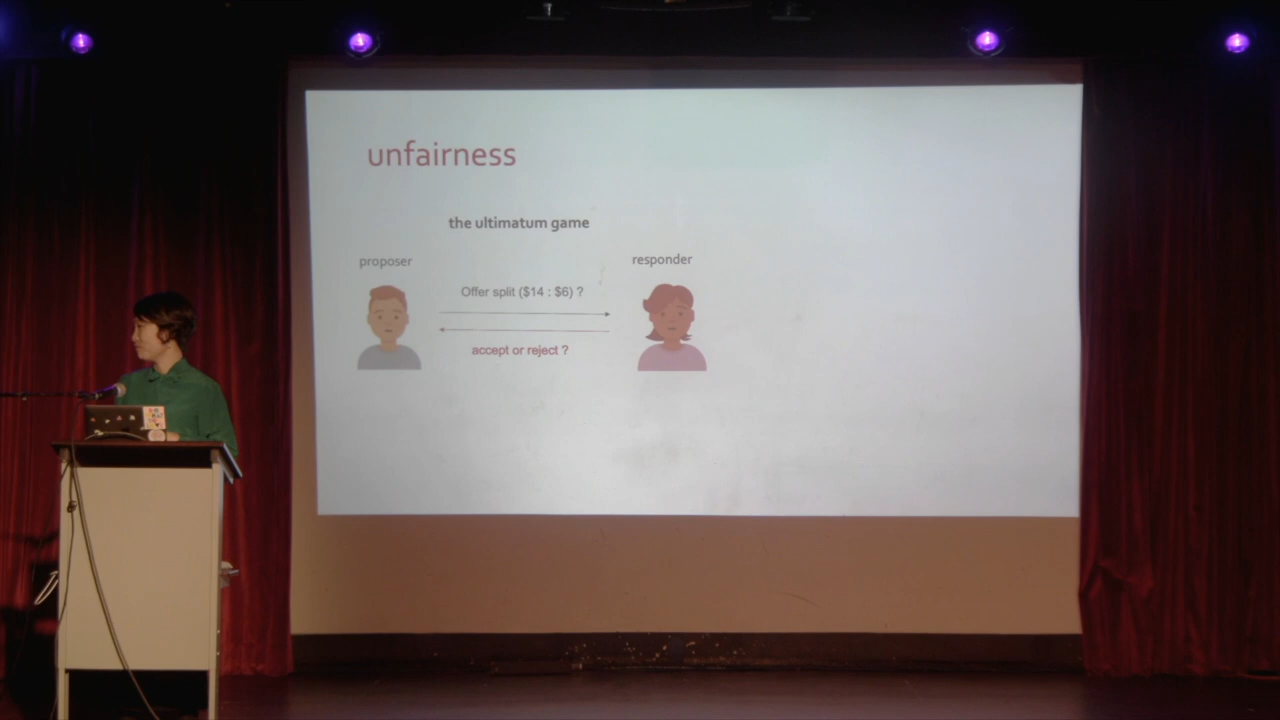 unfairness
the ultimatum game
proposer
responder
Offer split ($14 : $6) ?
accept or reject ?